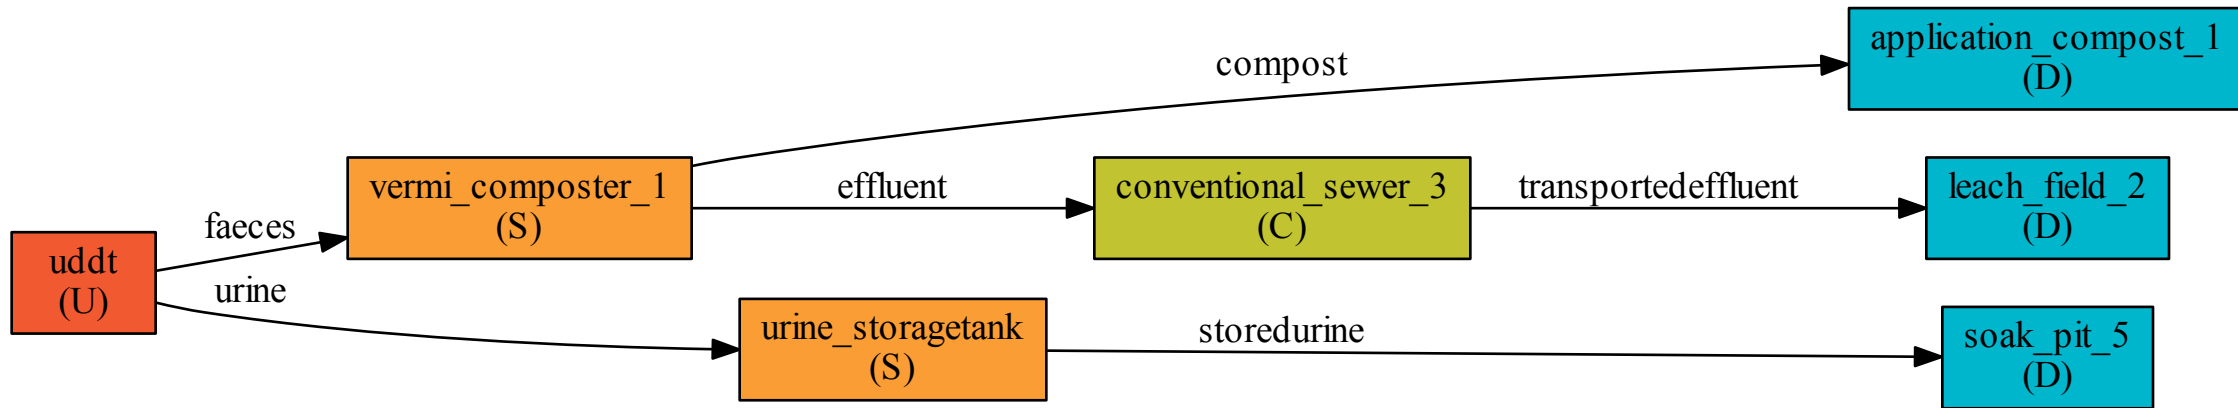 application_compost_1
(D)
compost
vermi_composter_1
(S)
effluent
conventional_sewer_3
(C)
transportedeffluent
leach_field_2
(D)
faeces
uddt
(U)
urine
urine_storagetank
(S)
storedurine
soak_pit_5
(D)